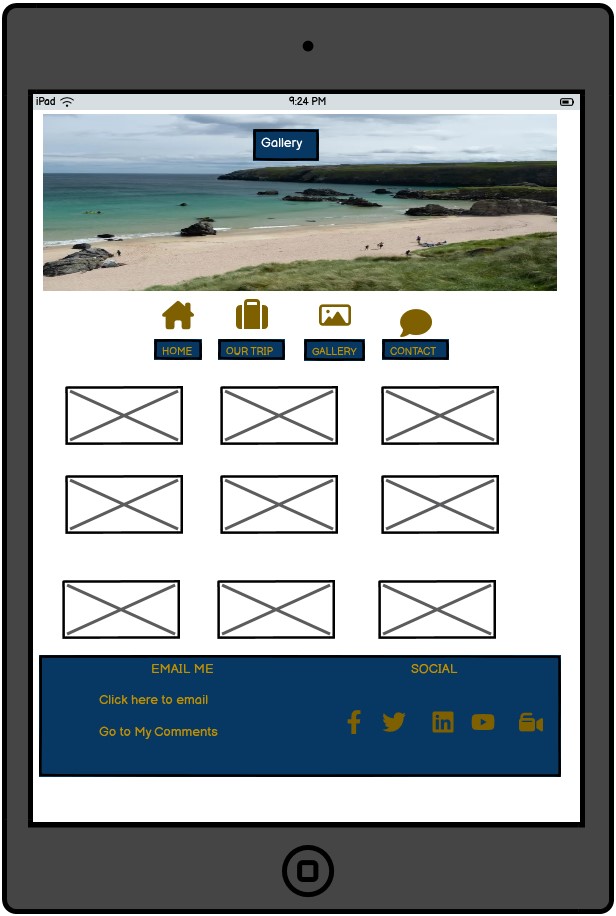 iPad 9:24 PM
Gallery
HOME OUR TRIP GALLERY CONTACT
EMAIL ME SOCIAL
Click here to email
Go to My Comments